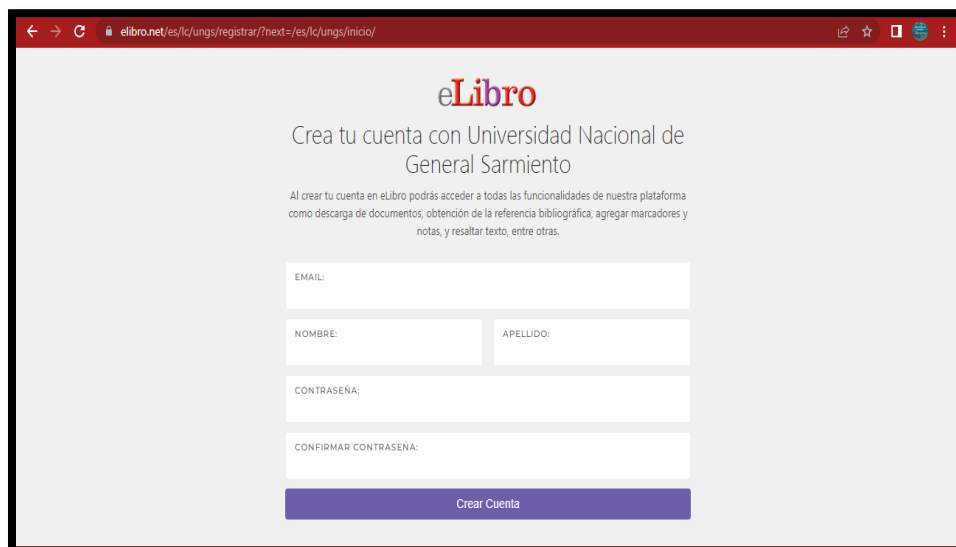 elibro.net/es/lc/ungs/registrar/?next=/es/lc/ungs/inicio/
eLibro
Crea tu cuenta con Universidad Nacional de
General Sarmiento
Al crear tu cuenta en eLibro podrás acceder a todas las funcionalidades de nuestra plataforma
como descarga de documentos, obtención de la referencia bibliográfica, agregar marcadores y
notas, y resaltar texto, entre otras.
EMAIL:
NOMBRE: APELLIDO:
CONTRASEÑA:
CONFIRMAR CONTRASEÑA:
Crear Cuenta